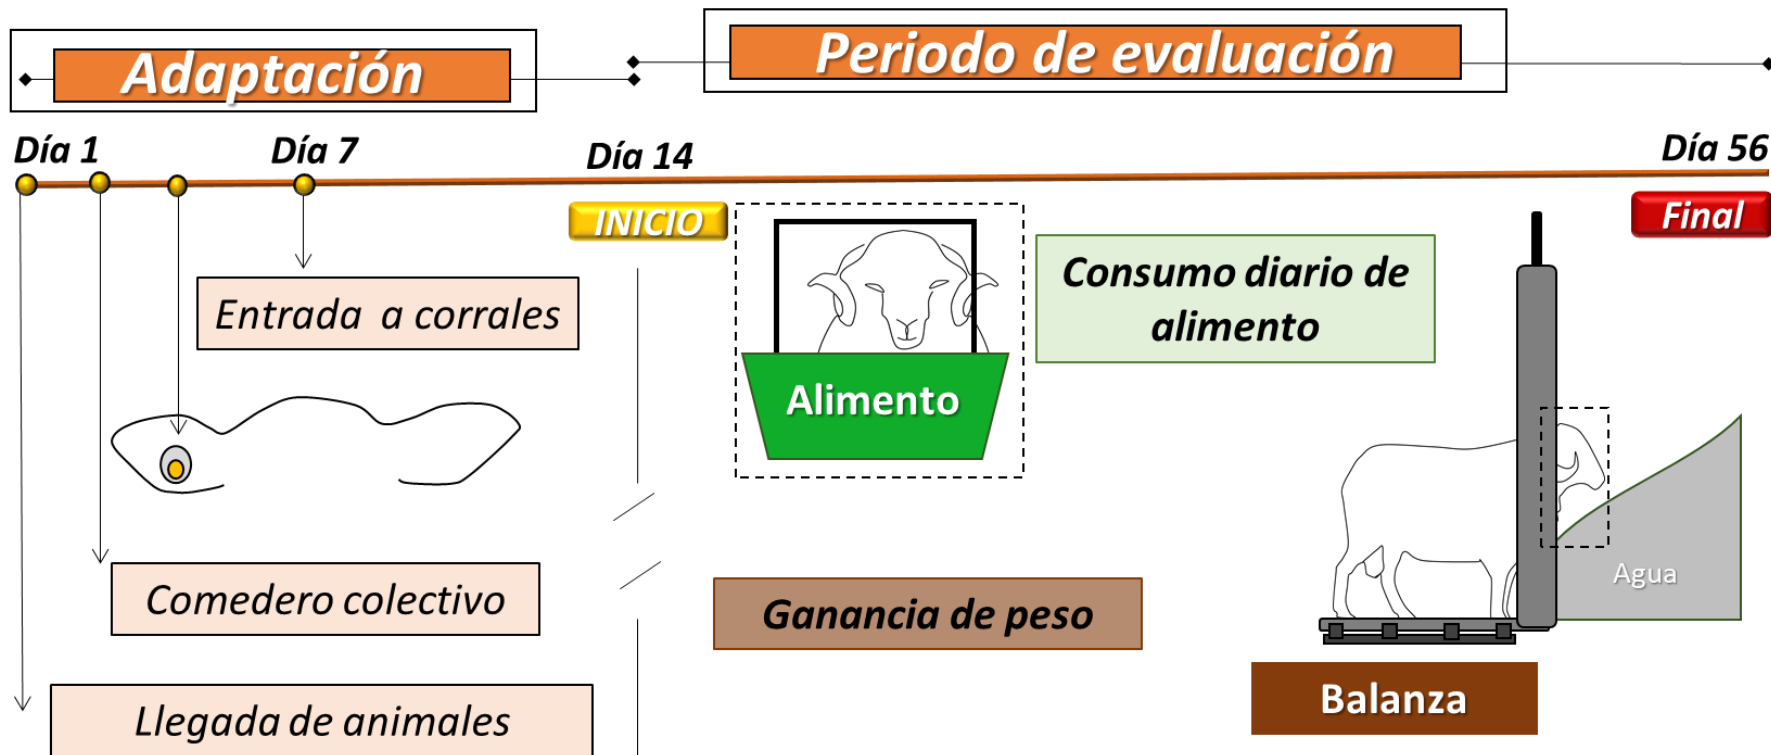 Adaptación
Periodo de evaluación
Día 1
Día 7
Día 14
Día 56
INICIO
Final
Entrada a corrales
Consumo diario de
alimento
Alimento
Comedero colectivo
Ganancia de peso
Agua
Llegada de animales
Balanza